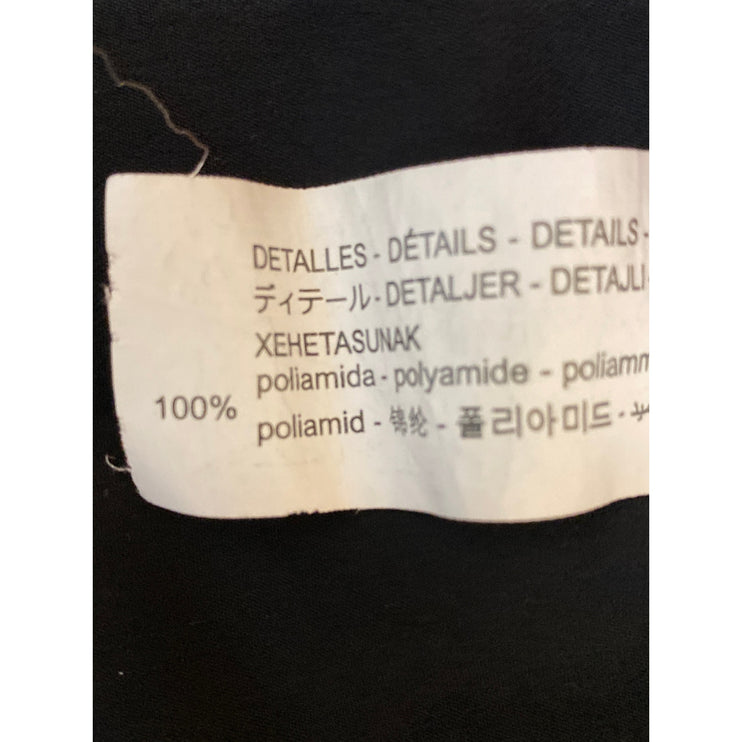 DETALLES - DÉTAILS - DETAILS -
ディテール - DETALJER - DETAJLI -
XEHETASUNAK
poliamida - polyamide - poliamm
100% poliamid - 锦纶 - 폴리아미드 -